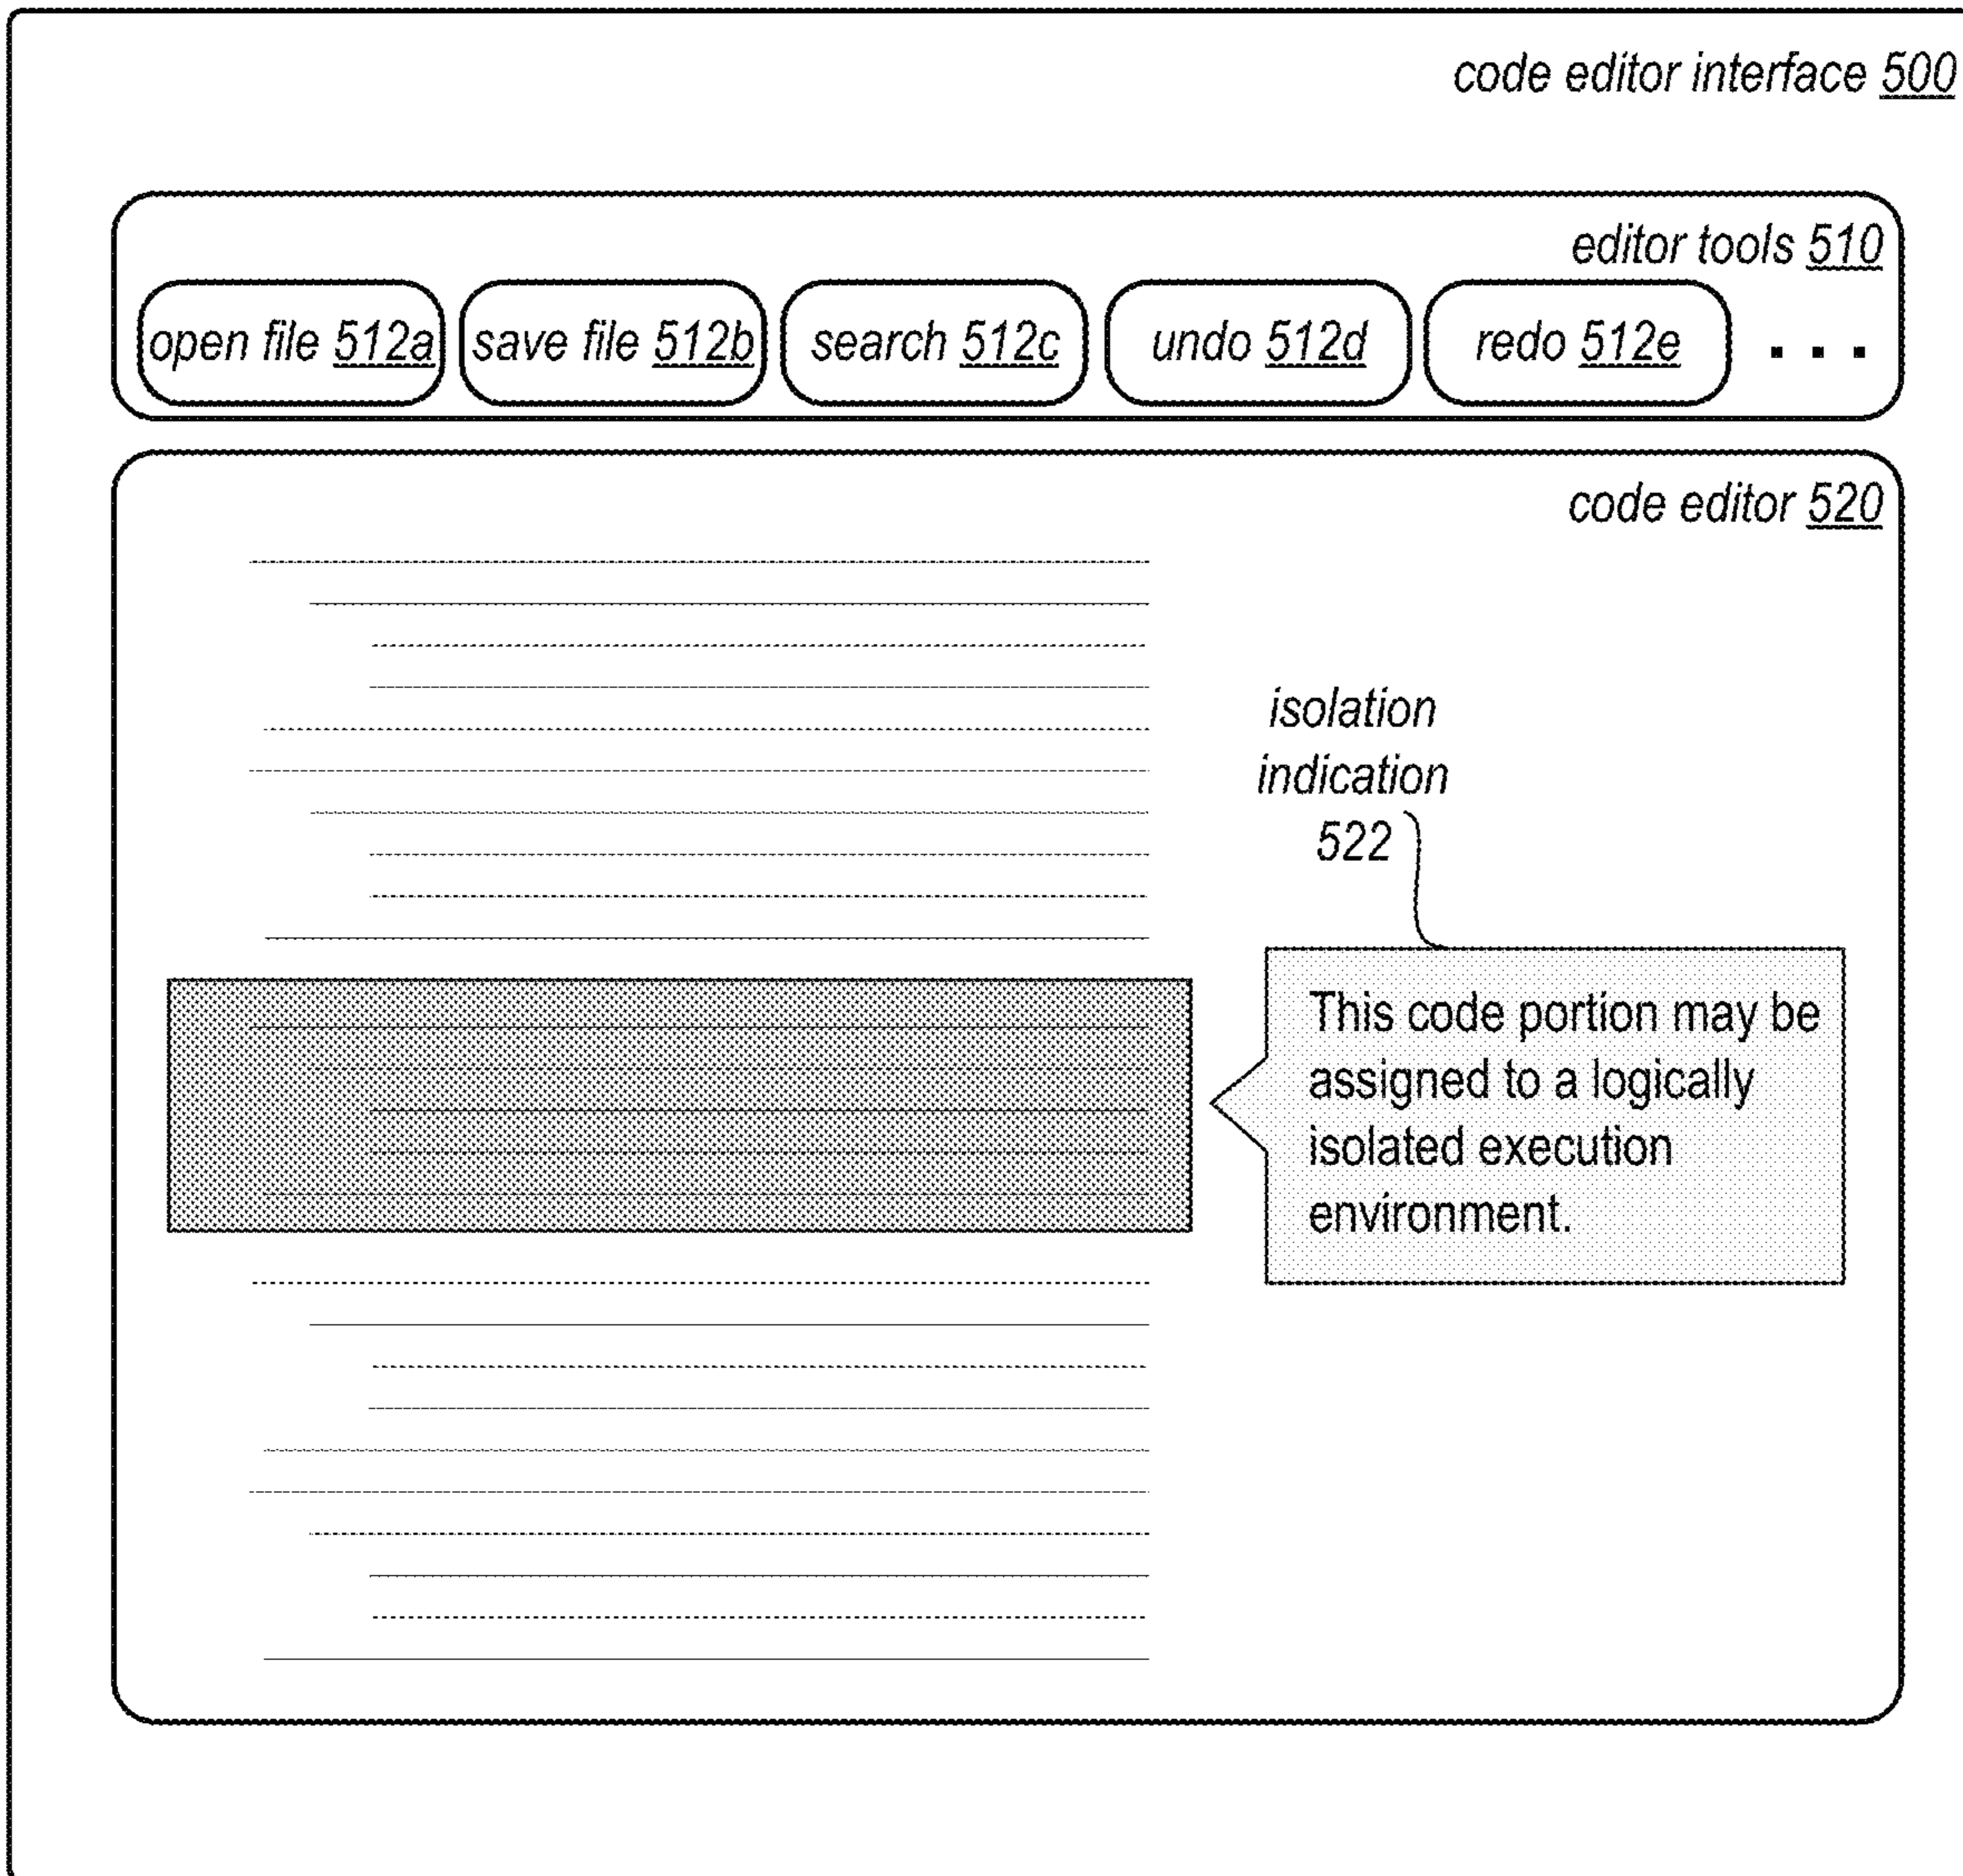 code editor interface 500
editor tools 510
open file 512a save file 512b search 512c undo 512d redo 512e ...
code editor 520
isolation
indication
522
This code portion may be
assigned to a logically
isolated execution
environment.